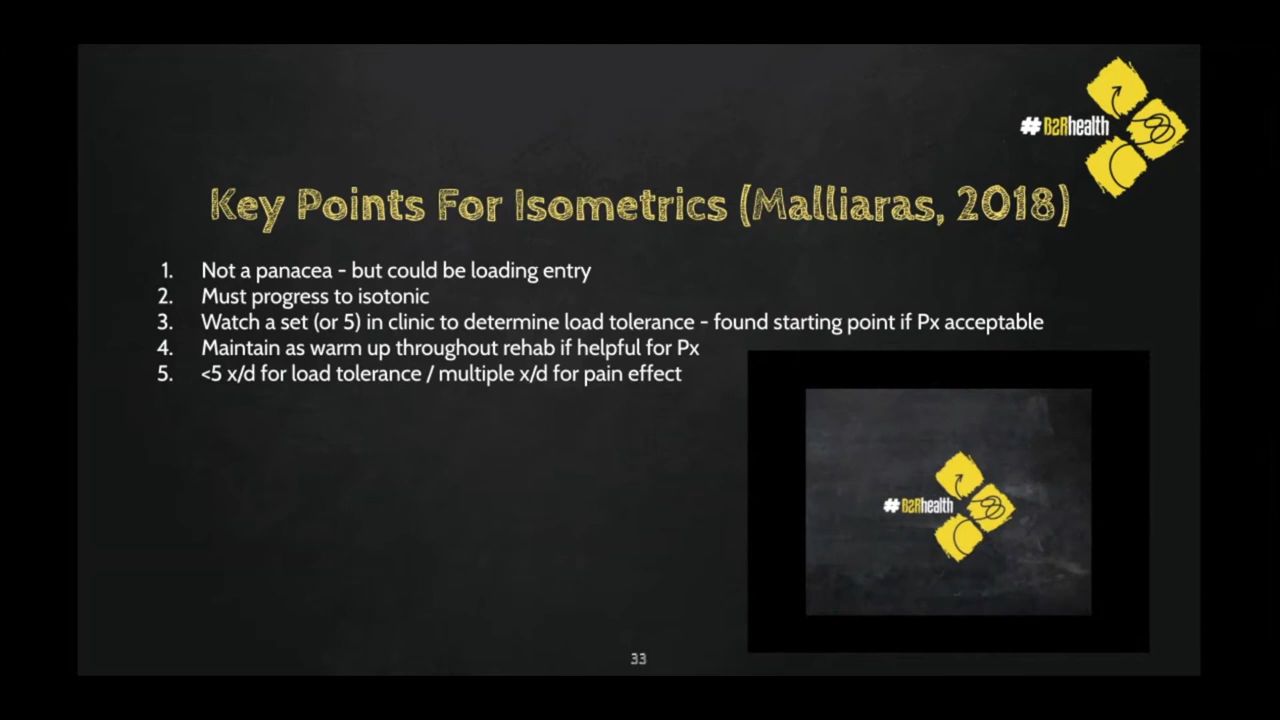 #B2Rhealth
Key Points For Isometrics (Malliaras, 2018)
1. Not a panacea - but could be loading entry
2. Must progress to isotonic
3. Watch a set (or 5) in clinic to determine load tolerance - found starting point if Px acceptable
4. Maintain as warm up throughout rehab if helpful for Px
5. <5 x/d for load tolerance / multiple x/d for pain effect
#B2Rhealth
33